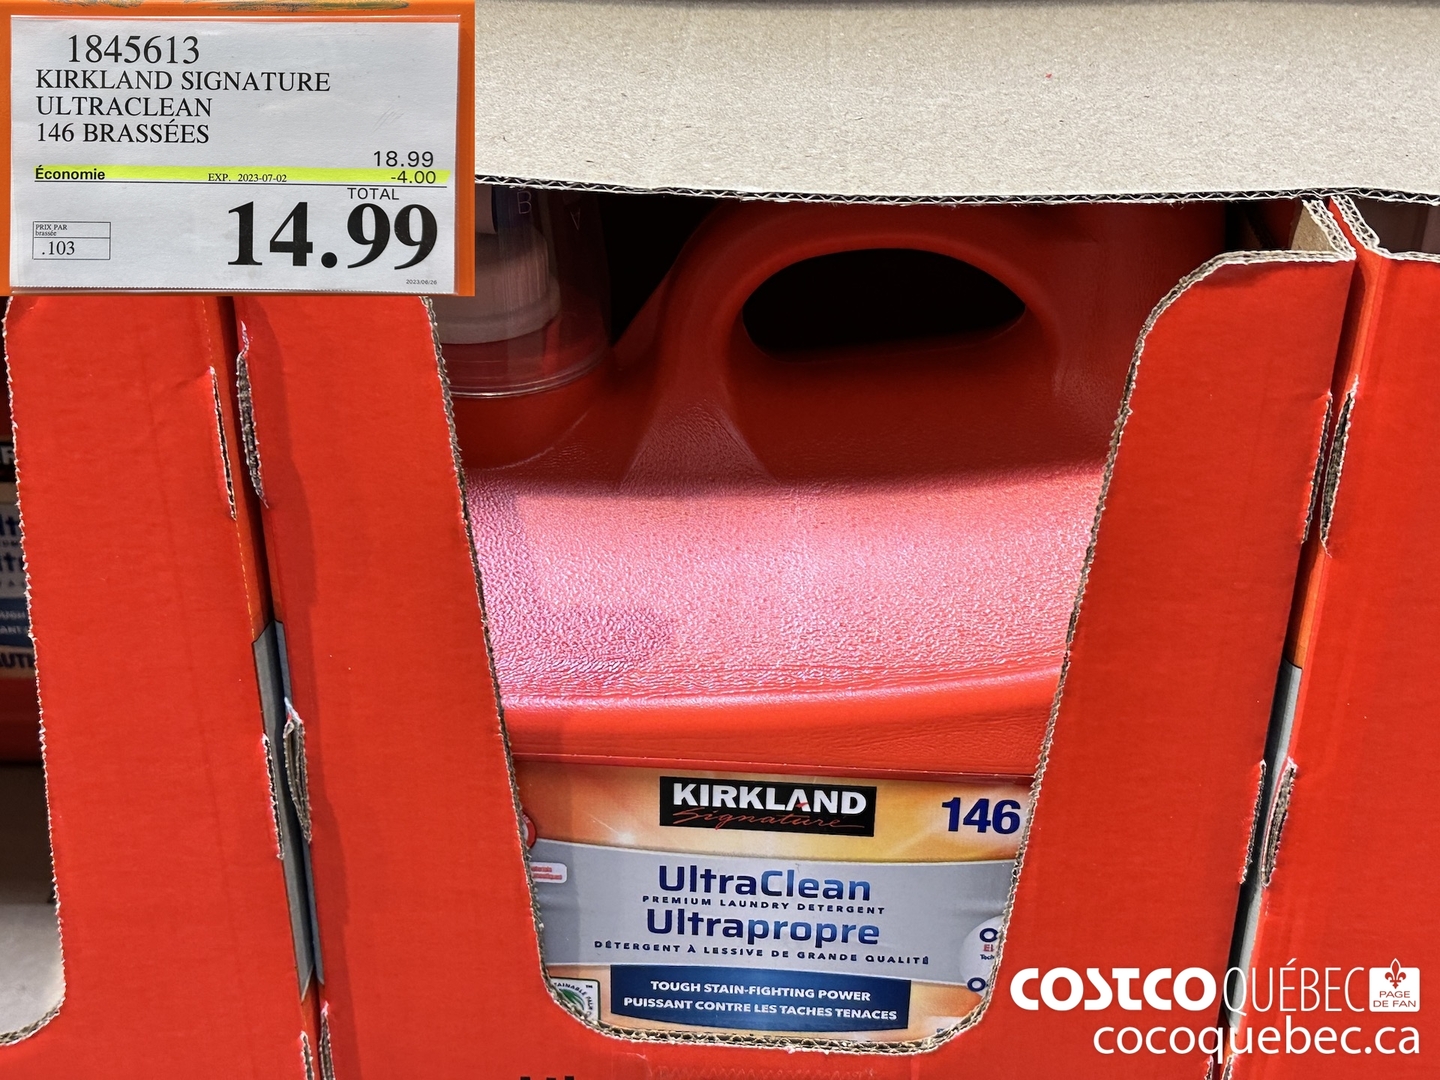 1845613
KIRKLAND SIGNATURE
ULTRACLEAN
146 BRASSÉES
18.99
Économie EXP. 2023-07-02 -4.00
TOTAL
14.99
PRIX PAR
brassée
.103
2023/06/26
KIRKLAND
Signature
146
UltraClean
PREMIUM LAUNDRY DETERGENT
Ultrapropre
DÉTERGENT À LESSIVE DE GRANDE QUALITÉ
TOUGH STAIN-FIGHTING POWER
PUISSANT CONTRE LES TACHES TENACES
COSTCO QUÉBEC
PAGE
DE FAN
cocoquebec.ca